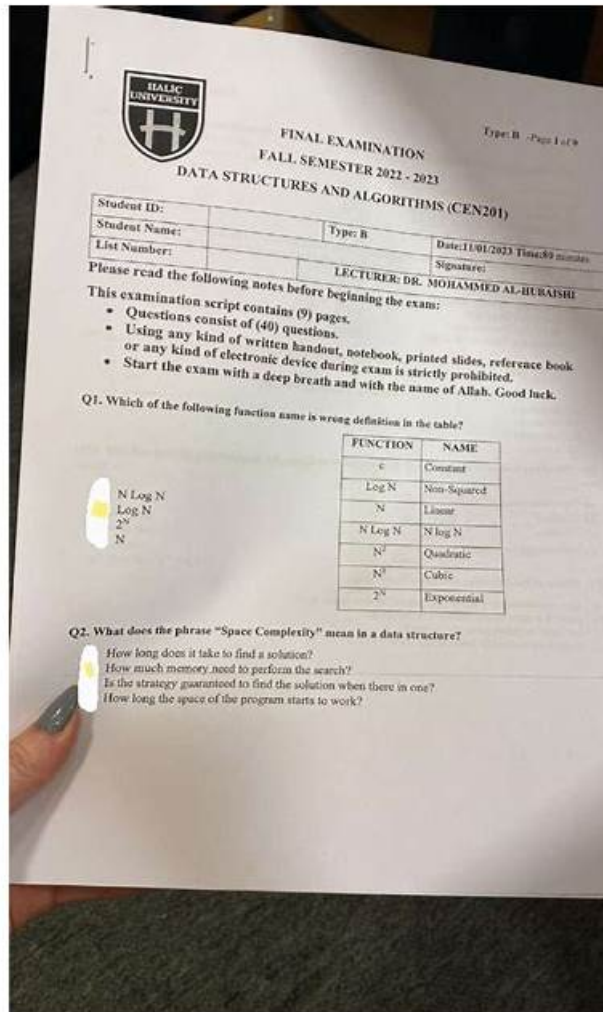 HALIC
UNIVERSITY
H
Type: B -Page 1 of 9
FINAL EXAMINATION
FALL SEMESTER 2022 - 2023
DATA STRUCTURES AND ALGORITHMS (CEN201)
Student ID:
Student Name: Type: B Date:11/01/2023 Time:80 minutes
List Number: Signature:
LECTURER: DR. MOHAMMED AL-HUBAISHI
Please read the following notes before beginning the exam:
This examination script contains (9) pages.
• Questions consist of (40) questions.
• Using any kind of written handout, notebook, printed slides, reference book
or any kind of electronic device during exam is strictly prohibited.
• Start the exam with a deep breath and with the name of Allah. Good luck.
Q1. Which of the following function name is wrong definition in the table?
FUNCTION NAME
c Constant
Log N Non-Squared
N Linear
N Log N N log N
N² Quadratic
N³ Cubic
2ᴺ Exponential
N Log N
Log N
2ᴺ
N
Q2. What does the phrase "Space Complexity" mean in a data structure?
How long does it take to find a solution?
How much memory need to perform the search?
Is the strategy guaranteed to find the solution when there in one?
How long the space of the program starts to work?